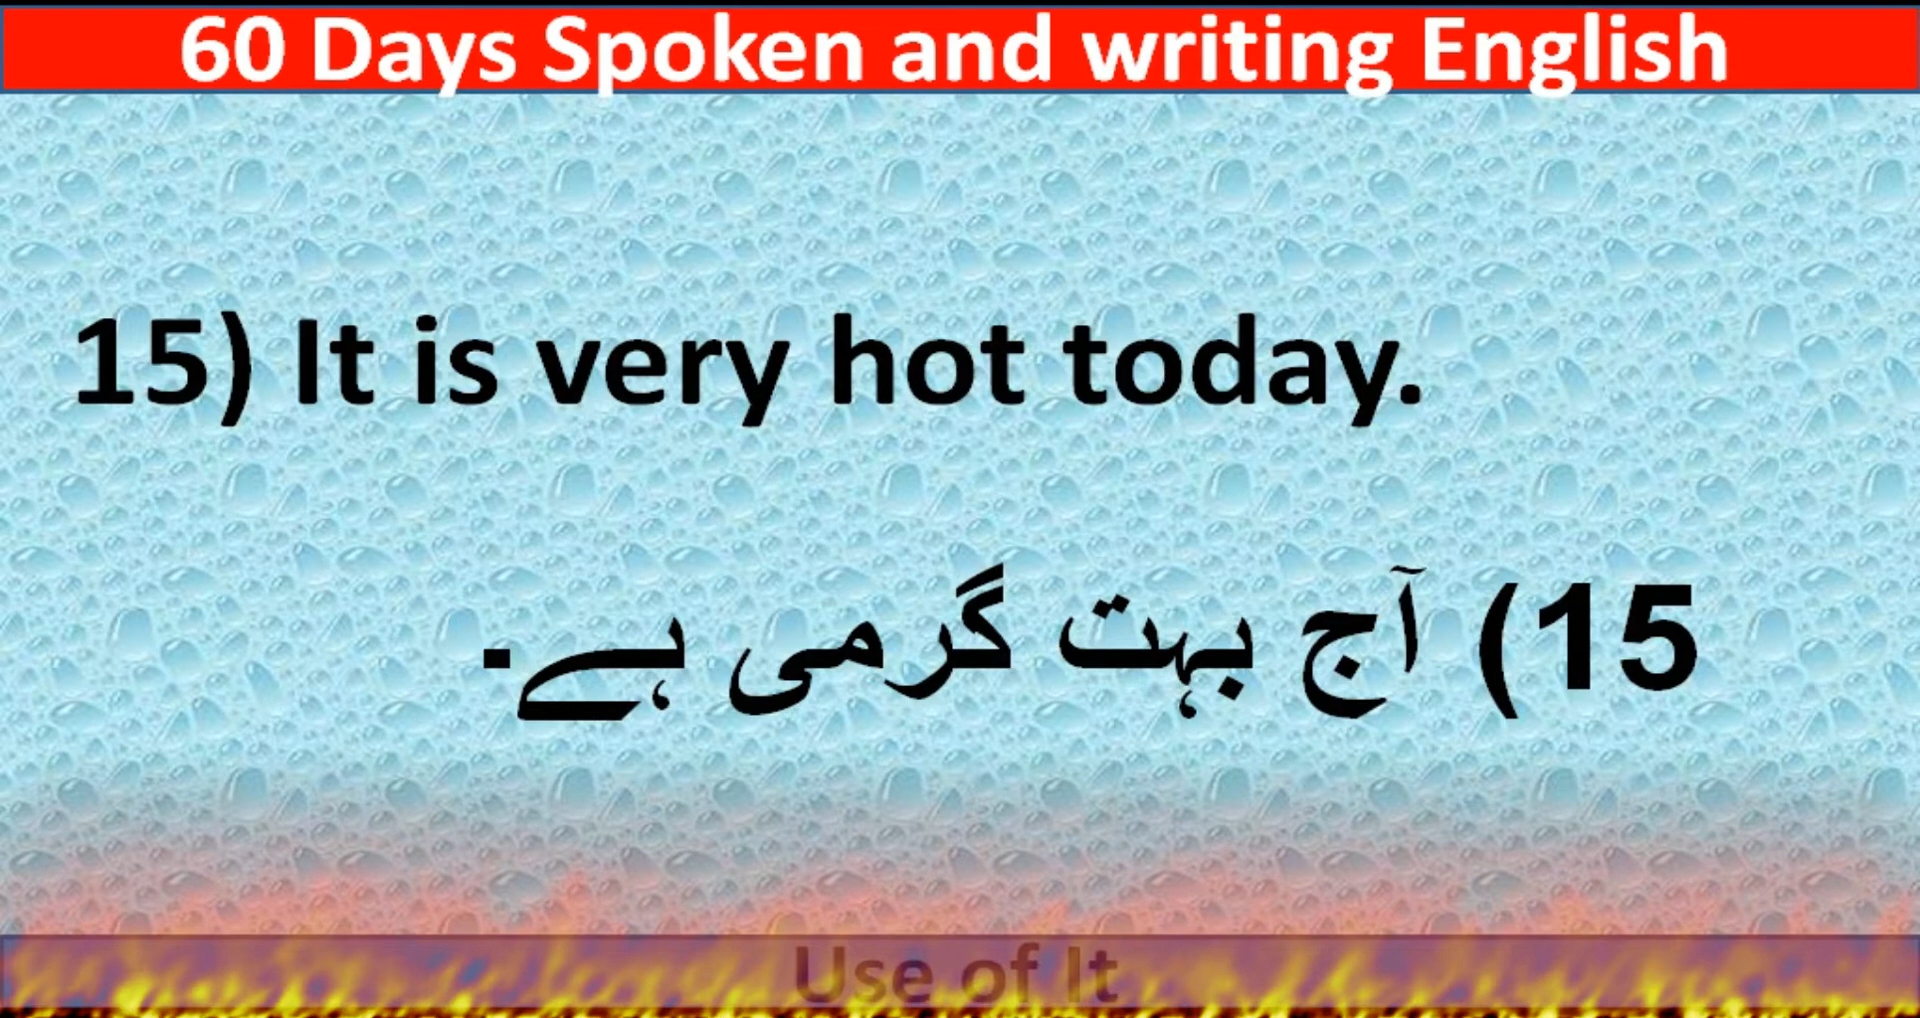 60 Days Spoken and writing English
15) It is very hot today.
15) آج بہت گرمی ہے۔
Use of It